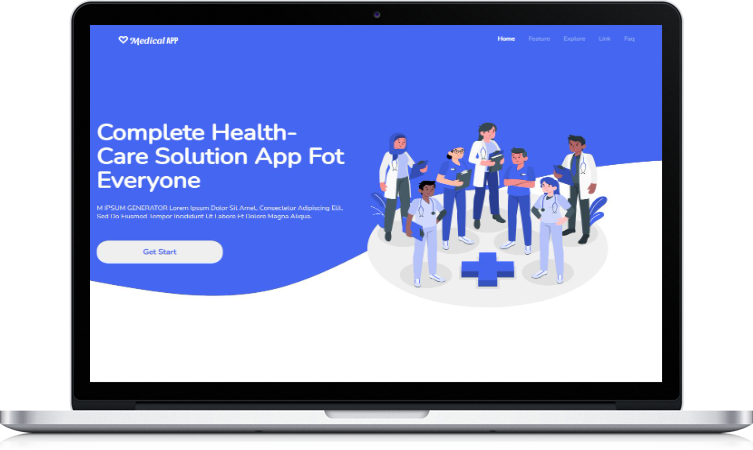 Medical APP
Home Feature Explore Link Faq
Complete Health-
Care Solution App Fot
Everyone
M IPSUM GENERATOR Lorem Ipsum Dolor Sit Amet, Consectetur Adipiscing Elit,
Sed Do Eiusmod Tempor Incididunt Ut Labore Et Dolore Magna Aliqua.
Get Start